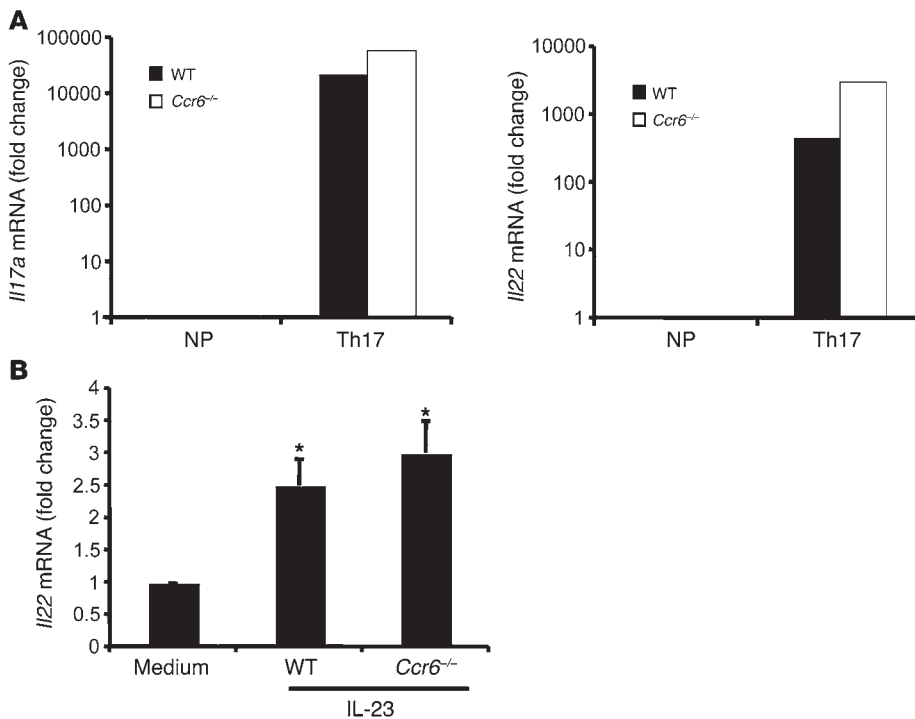 A
Il17a mRNA (fold change)
100000
10000
1000
100
10
1
WT
Ccr6–/–
NP
Th17
Il22 mRNA (fold change)
10000
1000
100
10
1
WT
Ccr6–/–
NP
Th17
B
Il22 mRNA (fold change)
4
3.5
3
2.5
2
1.5
1
0.5
0
*
*
Medium
WT
Ccr6–/–
IL-23